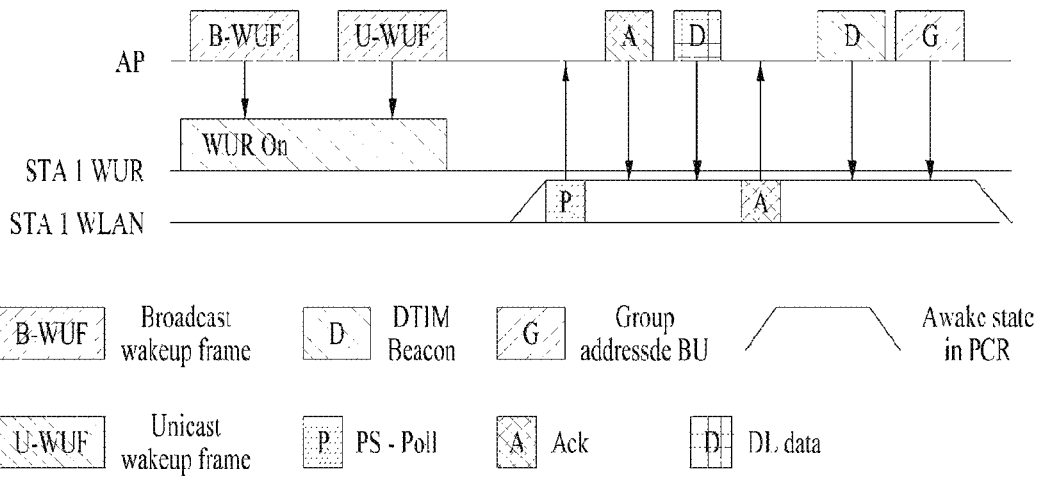 B-WUF U-WUF A D D G
AP
WUR On
STA 1 WUR
P A
STA 1 WLAN
B-WUF Broadcast wakeup frame
D DTIM Beacon
G Group addressde BU
Awake state in PCR
U-WUF Unicast wakeup frame
P PS - Poll
A Ack
D DL data